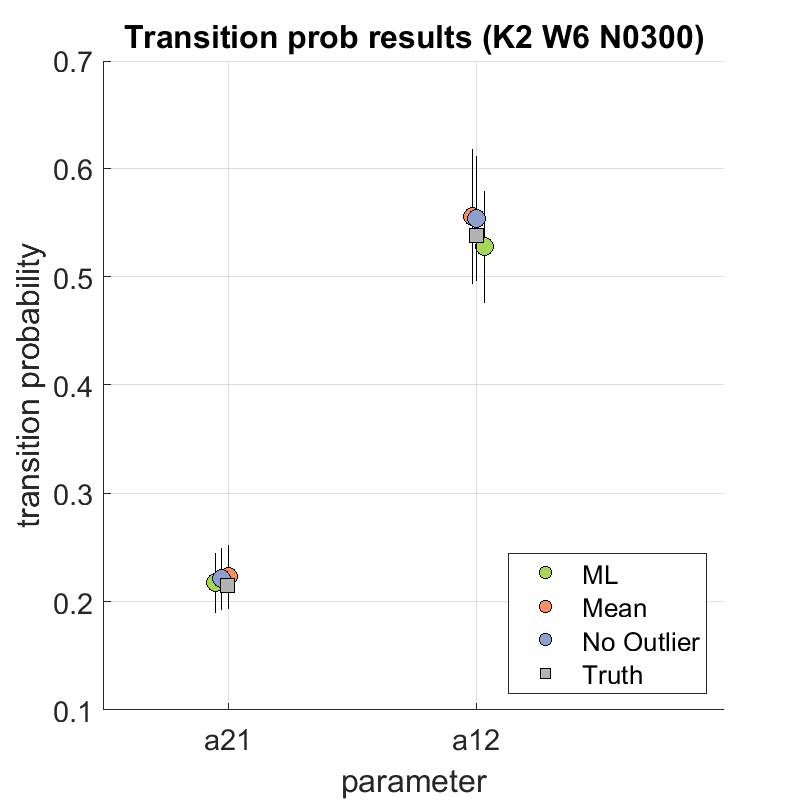 Transition prob results (K2 W6 N0300)
0.7
0.6
0.5
0.4
0.3
0.2
0.1
transition probability
a21
a12
parameter
ML
Mean
No Outlier
Truth